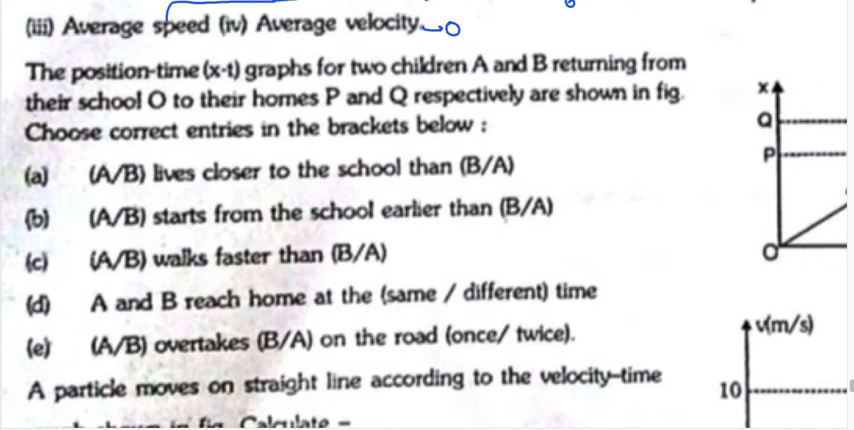 (iii) Average speed (iv) Average velocity.
The position-time (x-t) graphs for two children A and B returning from
their school O to their homes P and Q respectively are shown in fig.
Choose correct entries in the brackets below :
(a) (A/B) lives closer to the school than (B/A)
(b) (A/B) starts from the school earlier than (B/A)
(c) (A/B) walks faster than (B/A)
(d) A and B reach home at the (same / different) time
(e) (A/B) overtakes (B/A) on the road (once/ twice).
A particle moves on straight line according to the velocity-time
fig. Calculate –
x
Q
P
O
v(m/s)
10